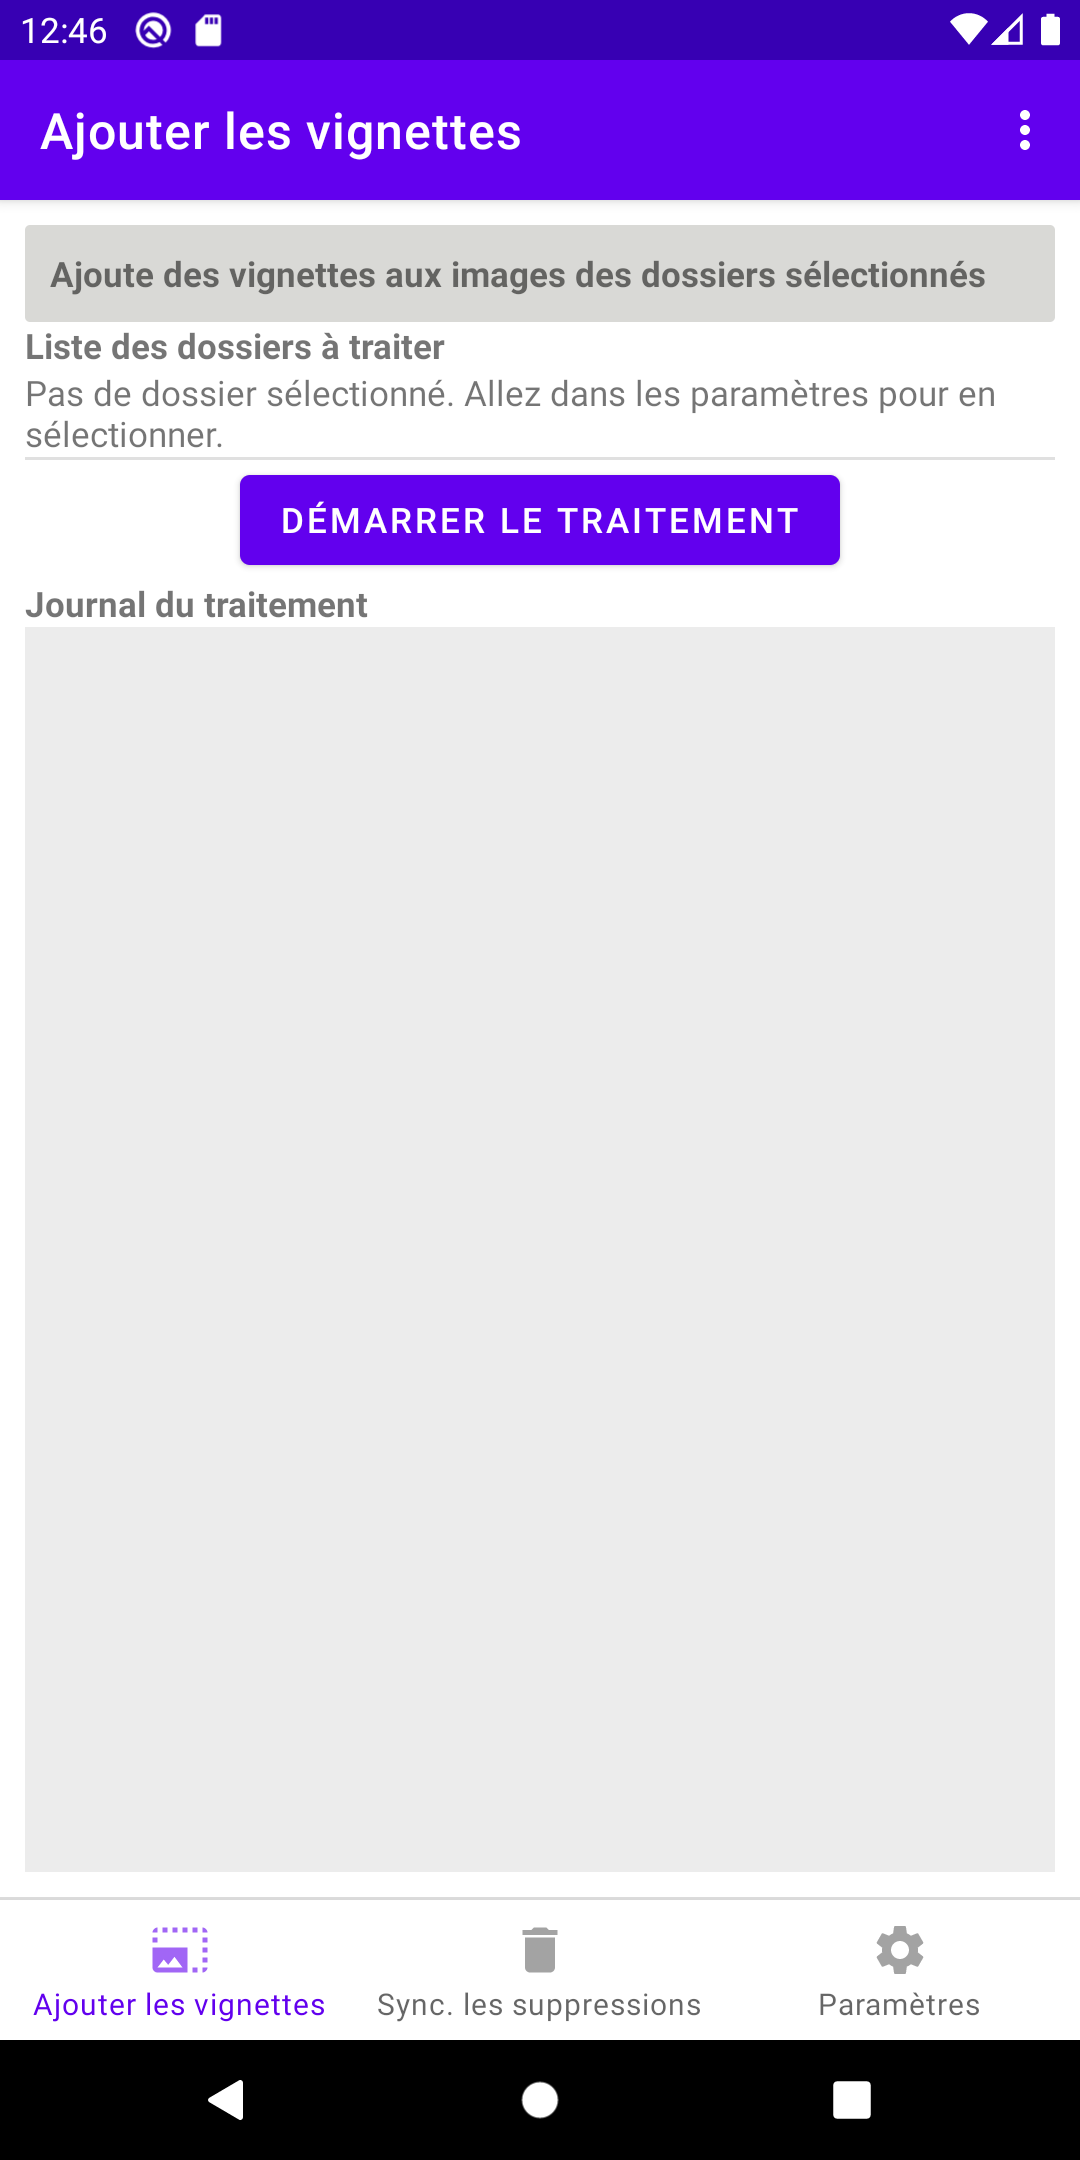 12:46
Ajouter les vignettes
Ajoute des vignettes aux images des dossiers sélectionnés
Liste des dossiers à traiter
Pas de dossier sélectionné. Allez dans les paramètres pour en
sélectionner.
DÉMARRER LE TRAITEMENT
Journal du traitement
Ajouter les vignettes
Sync. les suppressions
Paramètres